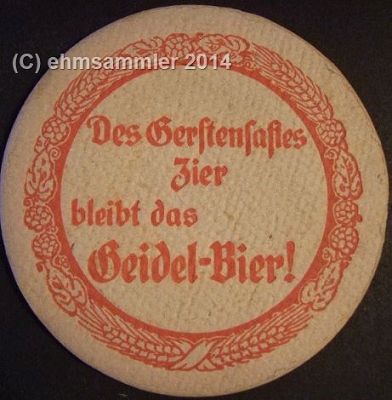 (C) ehmsammler 2014
Des Gerstensaftes
Zier
bleibt das
Geidel-Bier!